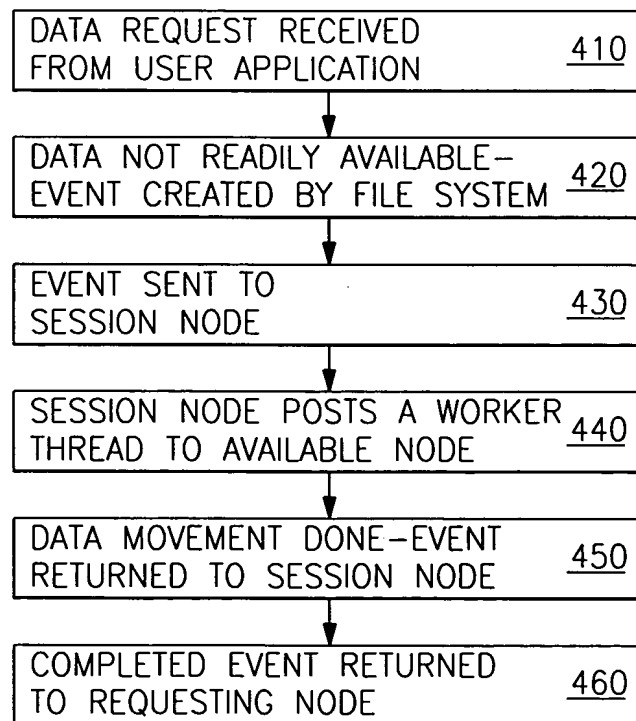 DATA REQUEST RECEIVED
FROM USER APPLICATION
410
DATA NOT READILY AVAILABLE-
EVENT CREATED BY FILE SYSTEM
420
EVENT SENT TO
SESSION NODE
430
SESSION NODE POSTS A WORKER
THREAD TO AVAILABLE NODE
440
DATA MOVEMENT DONE-EVENT
RETURNED TO SESSION NODE
450
COMPLETED EVENT RETURNED
TO REQUESTING NODE
460